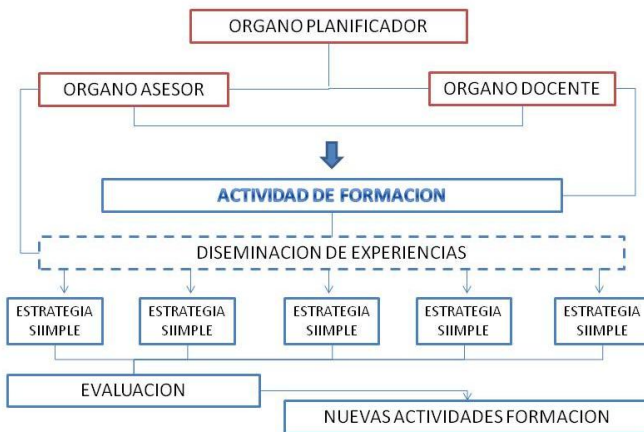 ORGANO PLANIFICADOR
ORGANO ASESOR
ORGANO DOCENTE
ACTIVIDAD DE FORMACION
DISEMINACION DE EXPERIENCIAS
ESTRATEGIA
SIIMPLE
ESTRATEGIA
SIIMPLE
ESTRATEGIA
SIIMPLE
ESTRATEGIA
SIIMPLE
ESTRATEGIA
SIIMPLE
EVALUACION
NUEVAS ACTIVIDADES FORMACION